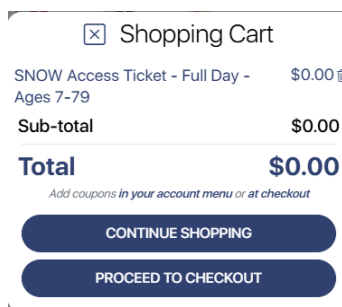 Shopping Cart
SNOW Access Ticket - Full Day - $0.00
Ages 7-79
Sub-total $0.00
Total $0.00
Add coupons in your account menu or at checkout
CONTINUE SHOPPING
PROCEED TO CHECKOUT